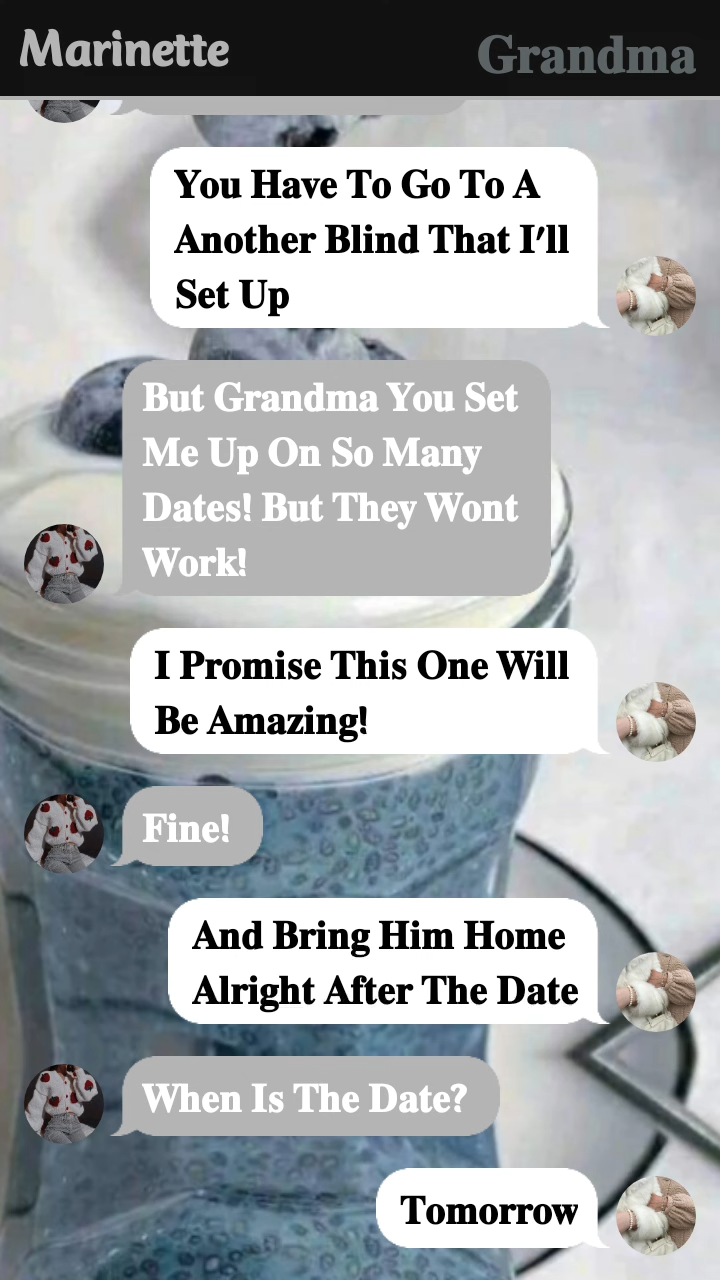 Marinette
Grandma
You Have To Go To A
Another Blind That I'll
Set Up
But Grandma You Set
Me Up On So Many
Dates! But They Wont
Work!
I Promise This One Will
Be Amazing!
Fine!
And Bring Him Home
Alright After The Date
When Is The Date?
Tomorrow